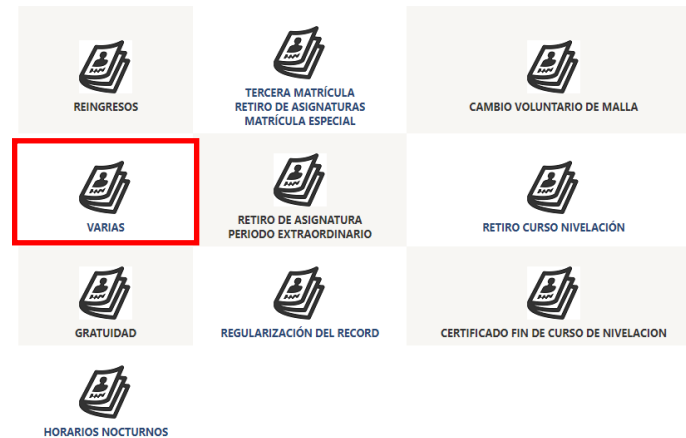 REINGRESOS
TERCERA MATRÍCULA
RETIRO DE ASIGNATURAS
MATRÍCULA ESPECIAL
CAMBIO VOLUNTARIO DE MALLA
VARIAS
RETIRO DE ASIGNATURA
PERIODO EXTRAORDINARIO
RETIRO CURSO NIVELACIÓN
GRATUIDAD
REGULARIZACIÓN DEL RECORD
CERTIFICADO FIN DE CURSO DE NIVELACION
HORARIOS NOCTURNOS